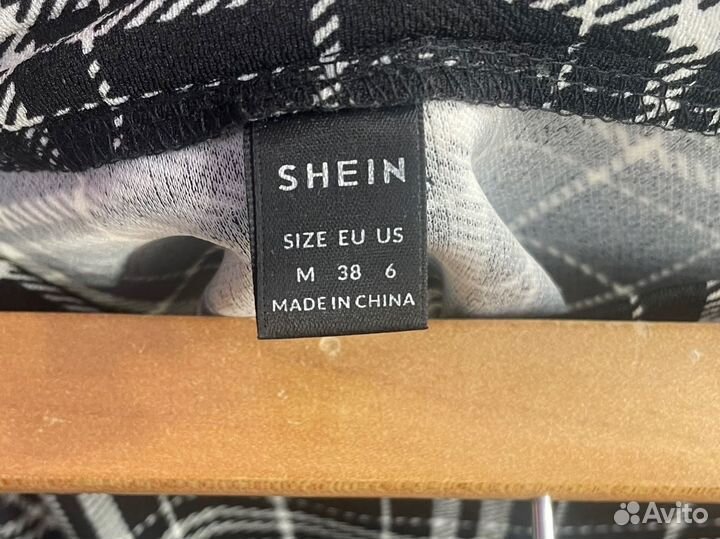 SHEIN
SIZE EU US
M 38 6
MADE IN CHINA
Avito